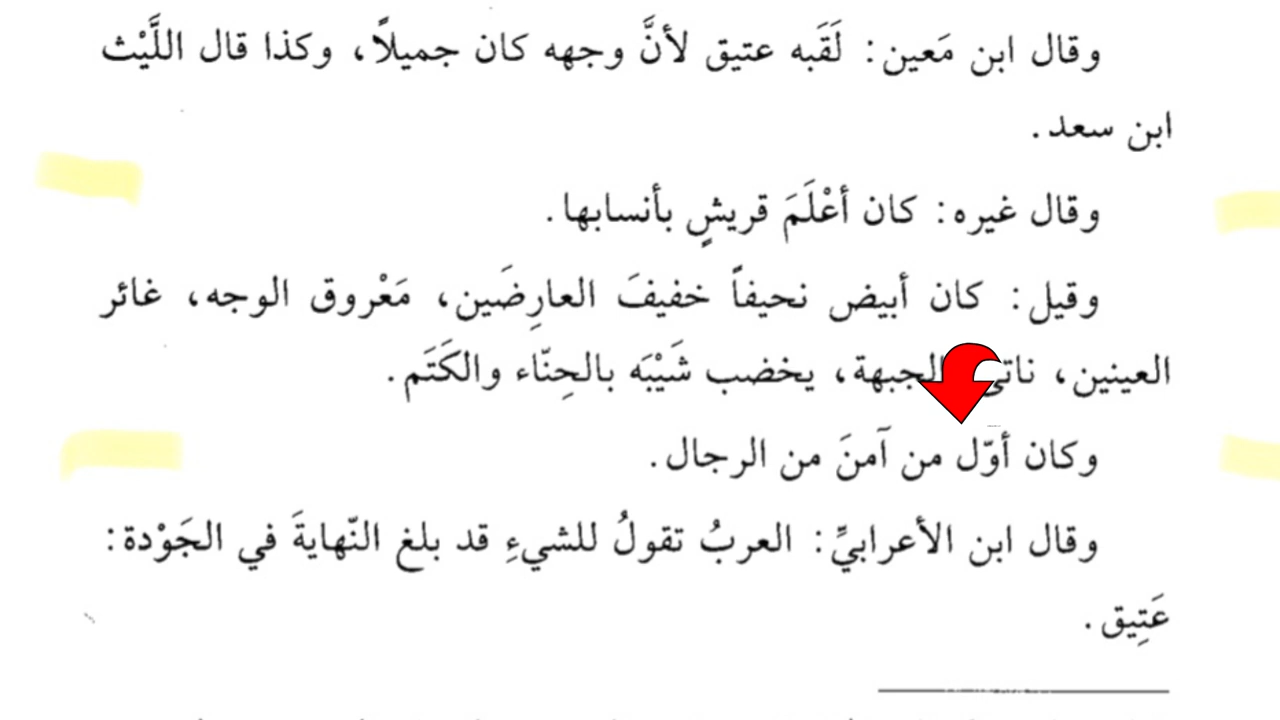 وقال ابن مَعين: لَقَبه عتيق لأنَّ وجهه كان جميلاً، وكذا قال اللَّيْث
ابن سعد.
وقال غيره: كان أعْلَمَ قريشٍ بأنسابها.
وقيل: كان أبيض نحيفاً خفيفَ العارِضَين، مَعْروق الوجه، غائر
العينين، ناتئ الجبهة، يخضب شَيْبَه بالحِنّاء والكَتَم.
وكان أوّل من آمنَ من الرجال.
وقال ابن الأعرابيِّ: العربُ تقولُ للشيءِ قد بلغ النّهايةَ في الجَوْدة:
عَتِيق.